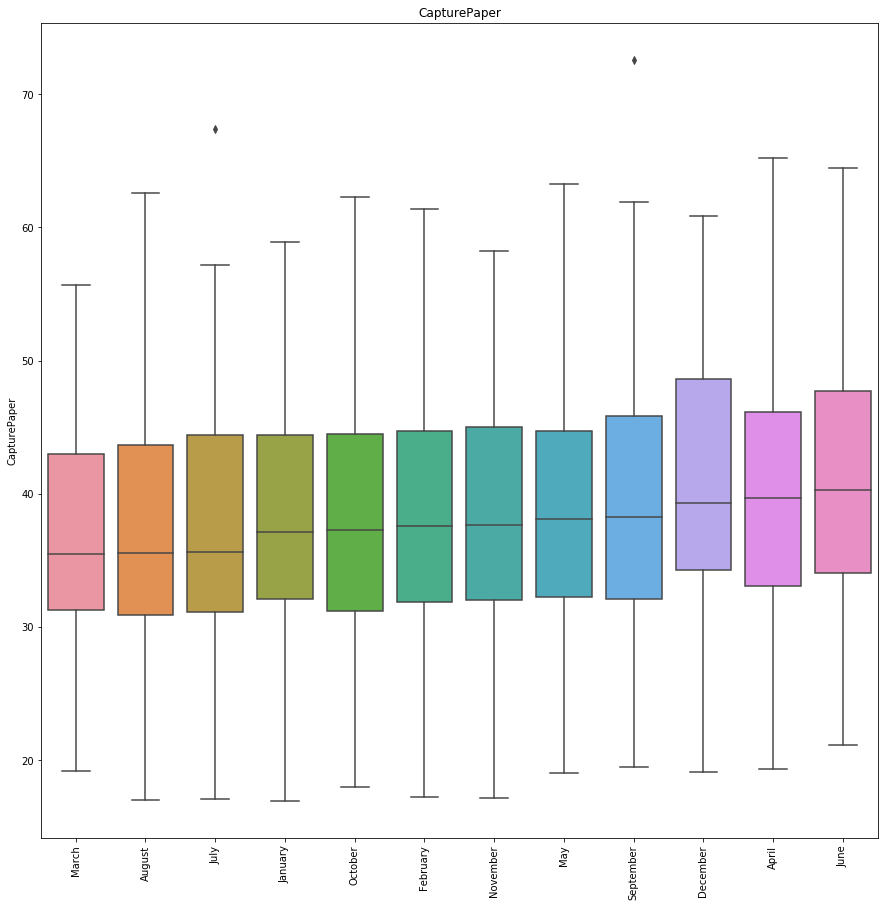 CapturePaper
CapturePaper
70
60
50
40
30
20
March
August
July
January
October
February
November
May
September
December
April
June